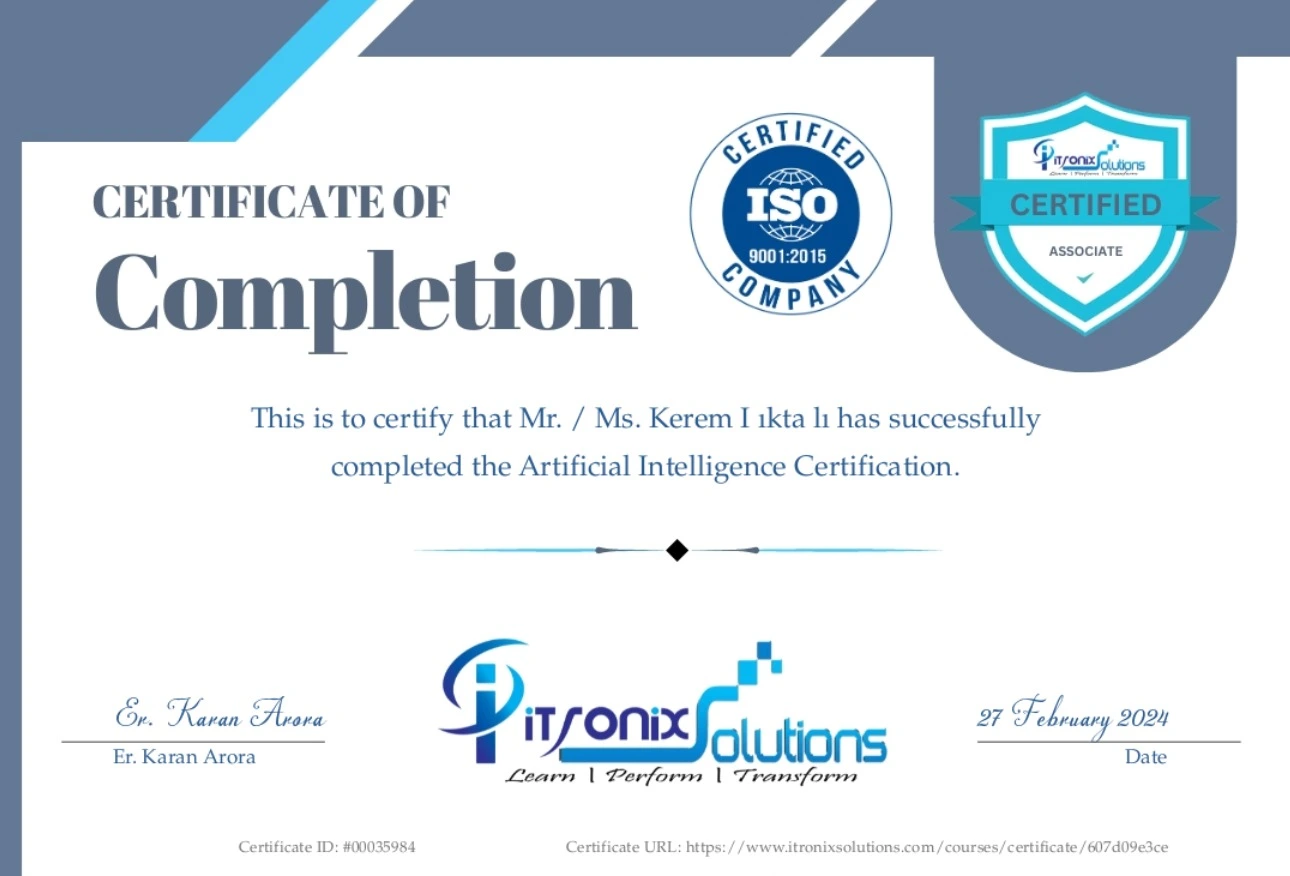 CERTIFICATE OF
Completion
CERTIFIED
ISO
9001:2015
COMPANY
itronix Solutions
Learn | Perform | Transform
CERTIFIED
ASSOCIATE
This is to certify that Mr. / Ms. Kerem I ıkta lı has successfully
completed the Artificial Intelligence Certification.
itronix Solutions
Learn | Perform | Transform
Er. Karan Arora
Er. Karan Arora
27 February 2024
Date
Certificate ID: #00035984
Certificate URL: https://www.itronixsolutions.com/courses/certificate/607d09e3ce